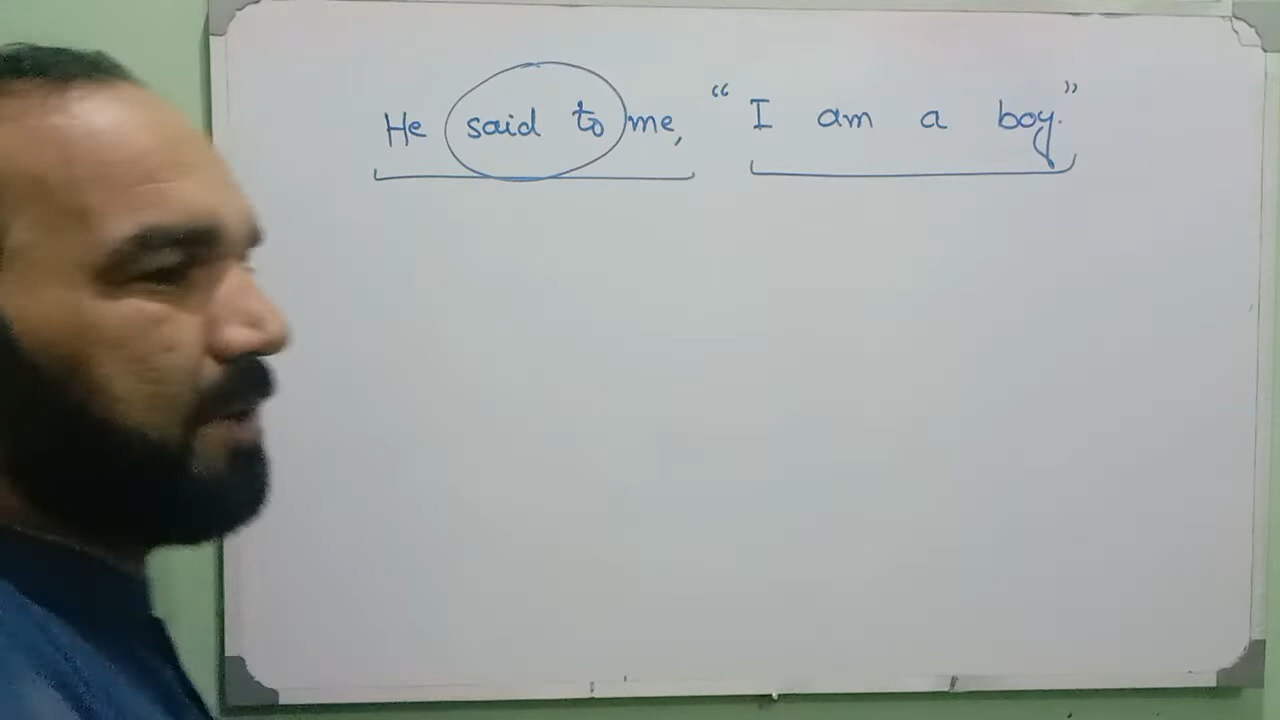 He said to me, “I am a boy.”